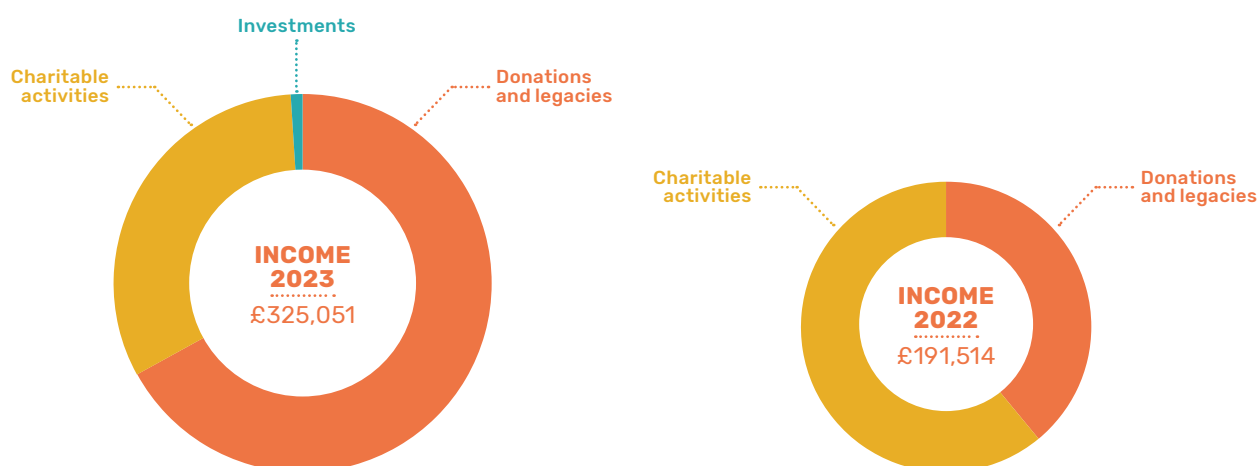 Investments
Charitable
activities
Donations
and legacies
INCOME
2023
£325,051
Charitable
activities
Donations
and legacies
INCOME
2022
£191,514